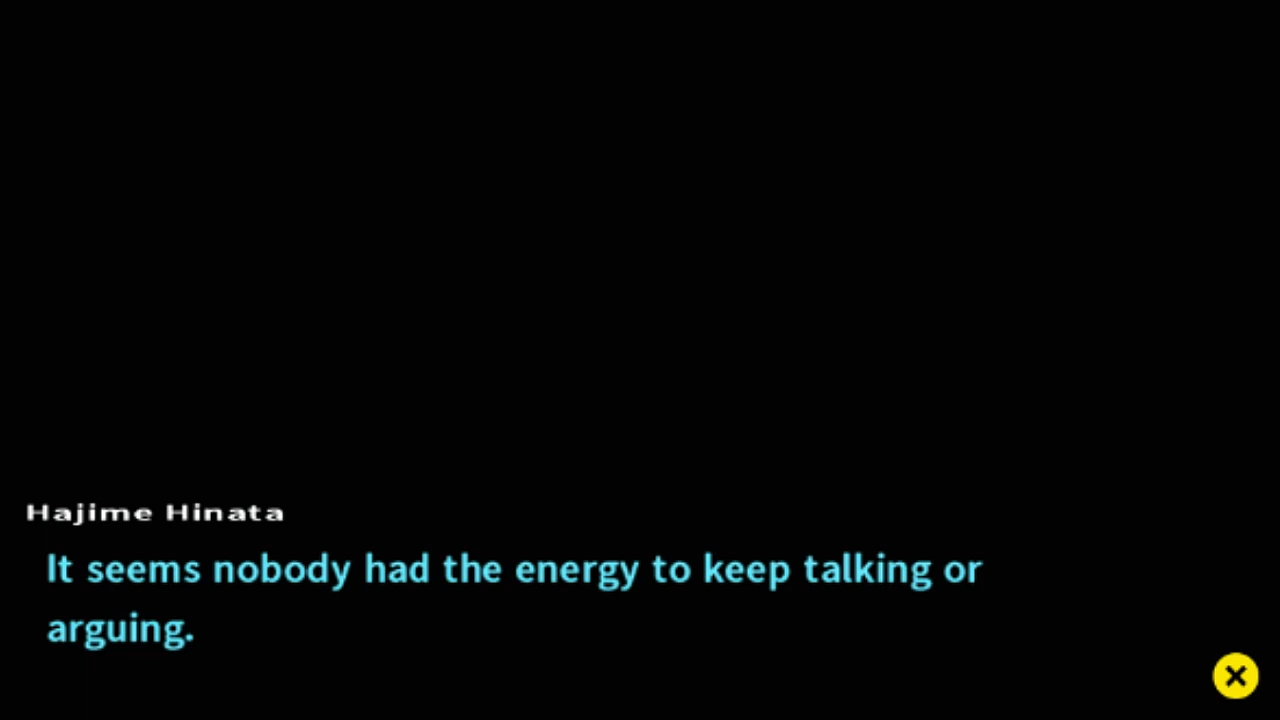 Hajime Hinata
It seems nobody had the energy to keep talking or
arguing.